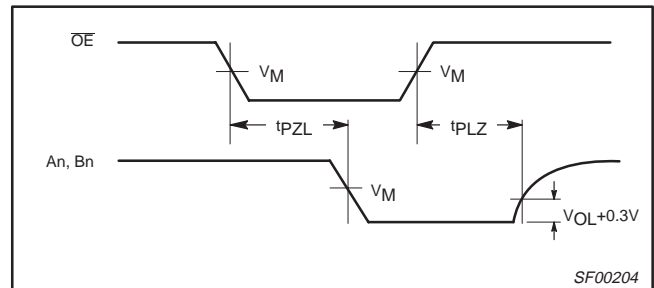 OE
VM
VM
tPZL
tPLZ
An, Bn
VM
VOL+0.3V
SF00204